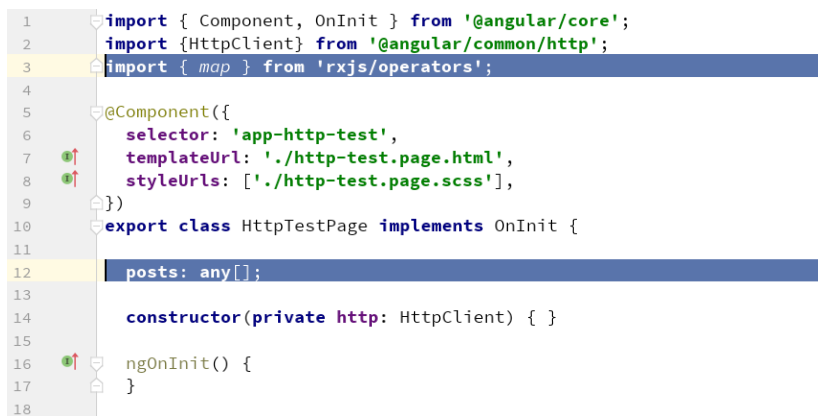 1 import { Component, OnInit } from '@angular/core';
2 import {HttpClient} from '@angular/common/http';
3 import { map } from 'rxjs/operators';
4
5 @Component({
6 selector: 'app-http-test',
7 templateUrl: './http-test.page.html',
8 styleUrls: ['./http-test.page.scss'],
9 })
10 export class HttpTestPage implements OnInit {
11
12 posts: any[];
13
14 constructor(private http: HttpClient) { }
15
16 ngOnInit() {
17 }
18